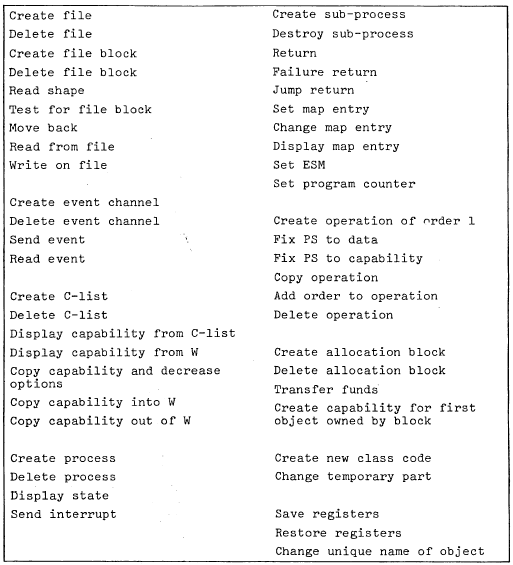 Create file
Delete file
Create file block
Delete file block
Read shape
Test for file block
Move back
Read from file
Write on file
Create event channel
Delete event channel
Send event
Read event
Create C-list
Delete C-list
Display capability from C-list
Display capability from W
Copy capability and decrease
options
Copy capability into W
Copy capability out of W
Create process
Delete process
Display state
Send interrupt
Create sub-process
Destroy sub-process
Return
Failure return
Jump return
Set map entry
Change map entry
Display map entry
Set ESM
Set program counter
Create operation of order 1
Fix PS to data
Fix PS to capability
Copy operation
Add order to operation
Delete operation
Create allocation block
Delete allocation block
Transfer funds
Create capability for first
object owned by block
Create new class code
Change temporary part
Save registers
Restore registers
Change unique name of object